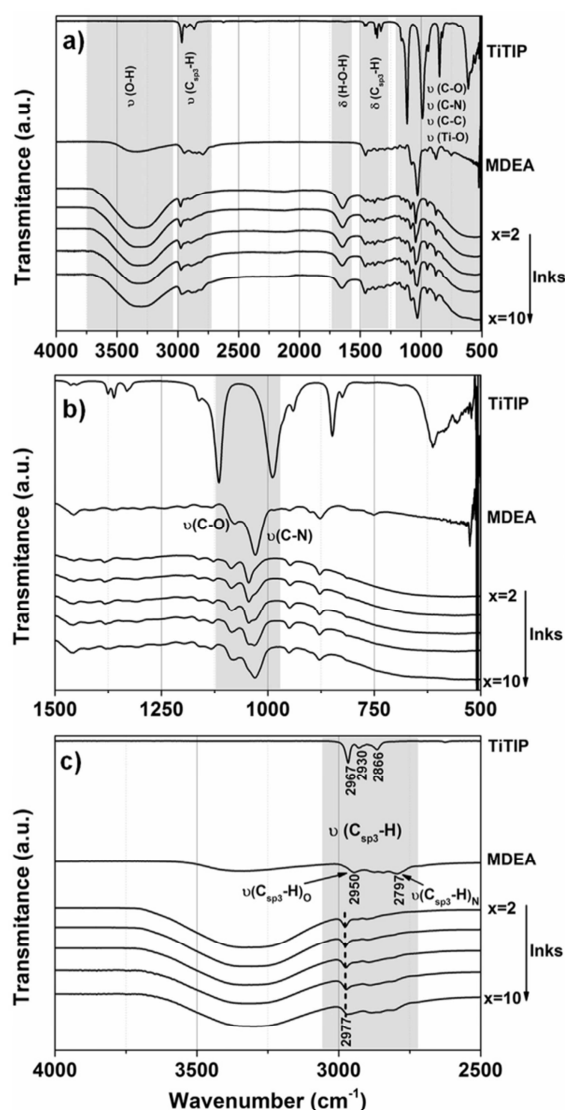 a)
TiTIP
υ (O-H)
υ (Csp3-H)
δ (H-O-H)
δ (Csp3-H)
υ (C-O)
υ (C-N)
υ (C-C)
υ (Ti-O)
MDEA
x=2
Inks
x=10
Transmitance (a.u.)
4000 3500 3000 2500 2000 1500 1000 500
b)
TiTIP
MDEA
υ(C-O)
υ(C-N)
x=2
Inks
x=10
Transmitance (a.u.)
1500 1250 1000 750 500
c)
TiTIP
2967
2930
2866
υ (Csp3-H)
MDEA
υ(Csp3-H)O
2950
2797
υ(Csp3-H)N
x=2
Inks
x=10
2977
Transmitance (a.u.)
4000 3500 3000 2500
Wavenumber (cm-1)